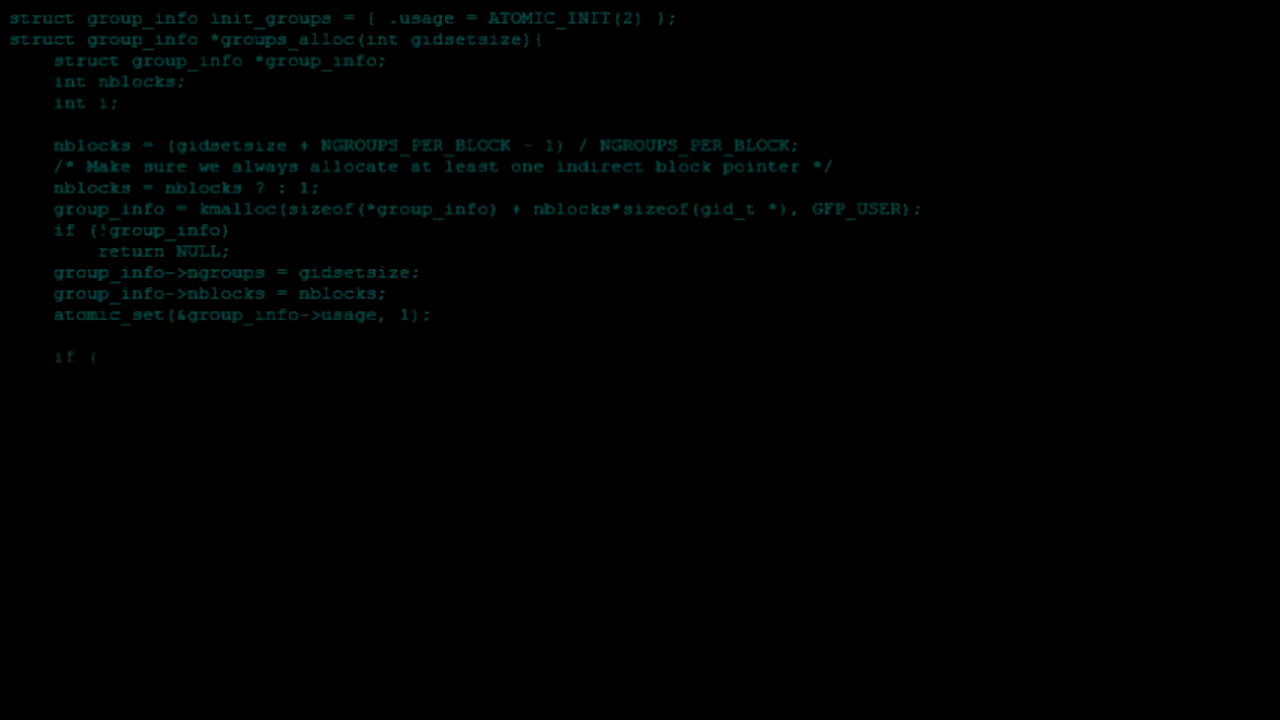 struct group_info init_groups = { .usage = ATOMIC_INIT(2) };
struct group_info *groups_alloc(int gidsetsize){
    struct group_info *group_info;
    int nblocks;
    int i;

    nblocks = (gidsetsize + NGROUPS_PER_BLOCK - 1) / NGROUPS_PER_BLOCK;
    /* Make sure we always allocate at least one indirect block pointer */
    nblocks = nblocks ? : 1;
    group_info = kmalloc(sizeof(*group_info) + nblocks*sizeof(gid_t *), GFP_USER);
    if (!group_info)
        return NULL;
    group_info->ngroups = gidsetsize;
    group_info->nblocks = nblocks;
    atomic_set(&group_info->usage, 1);

    if (